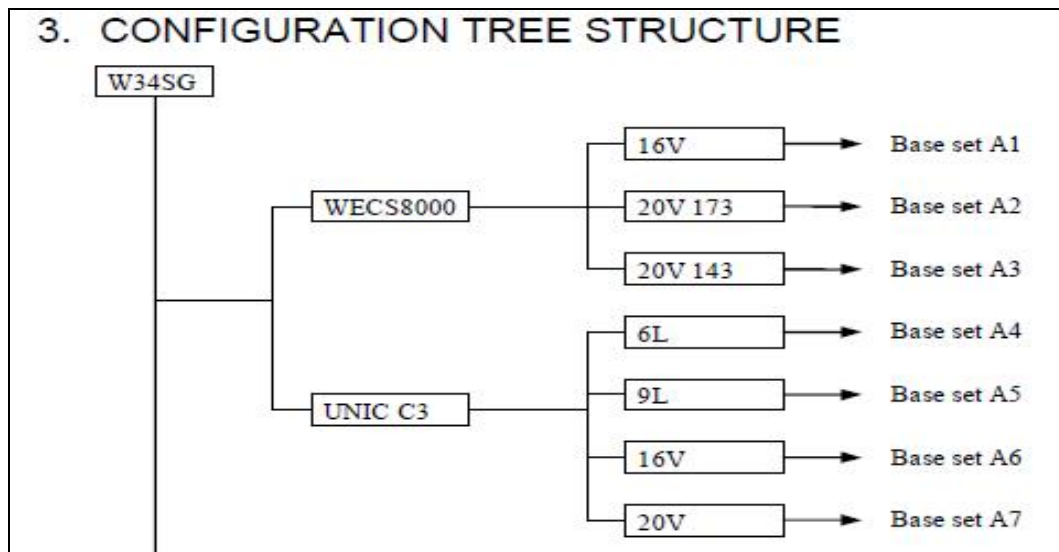 3. CONFIGURATION TREE STRUCTURE
W34SG
16V Base set A1
WECS8000 20V 173 Base set A2
20V 143 Base set A3
6L Base set A4
UNIC C3 9L Base set A5
16V Base set A6
20V Base set A7